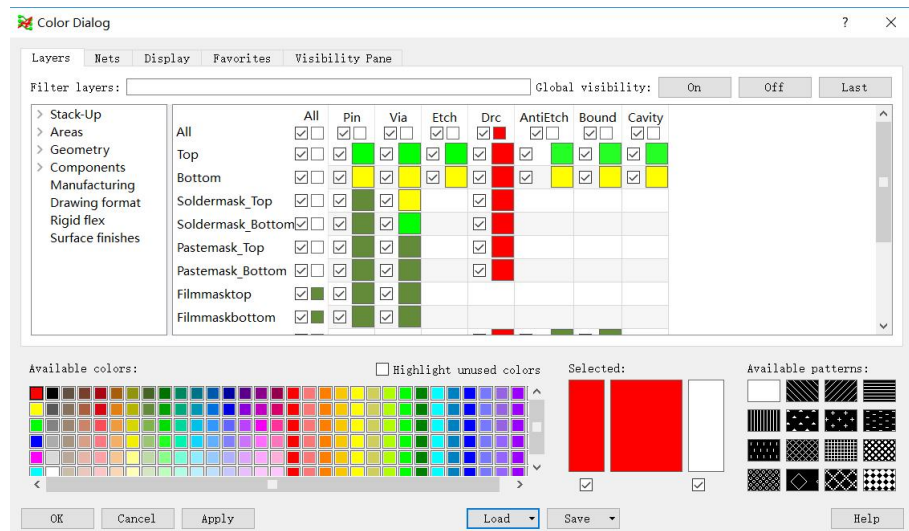 Color Dialog ? ×
Layers Nets Display Favorites Visibility Pane
Filter layers: Global visibility: On Off Last
> Stack-Up
> Areas
> Geometry
> Components
Manufacturing
Drawing format
Rigid flex
Surface finishes
All Pin Via Etch Drc AntiEtch Bound Cavity
All
Top
Bottom
Soldermask_Top
Soldermask_Bottom
Pastemask_Top
Pastemask_Bottom
Filmmasktop
Filmmaskbottom
Available colors: Highlight unused colors Selected: Available patterns:
OK Cancel Apply Load Save Help